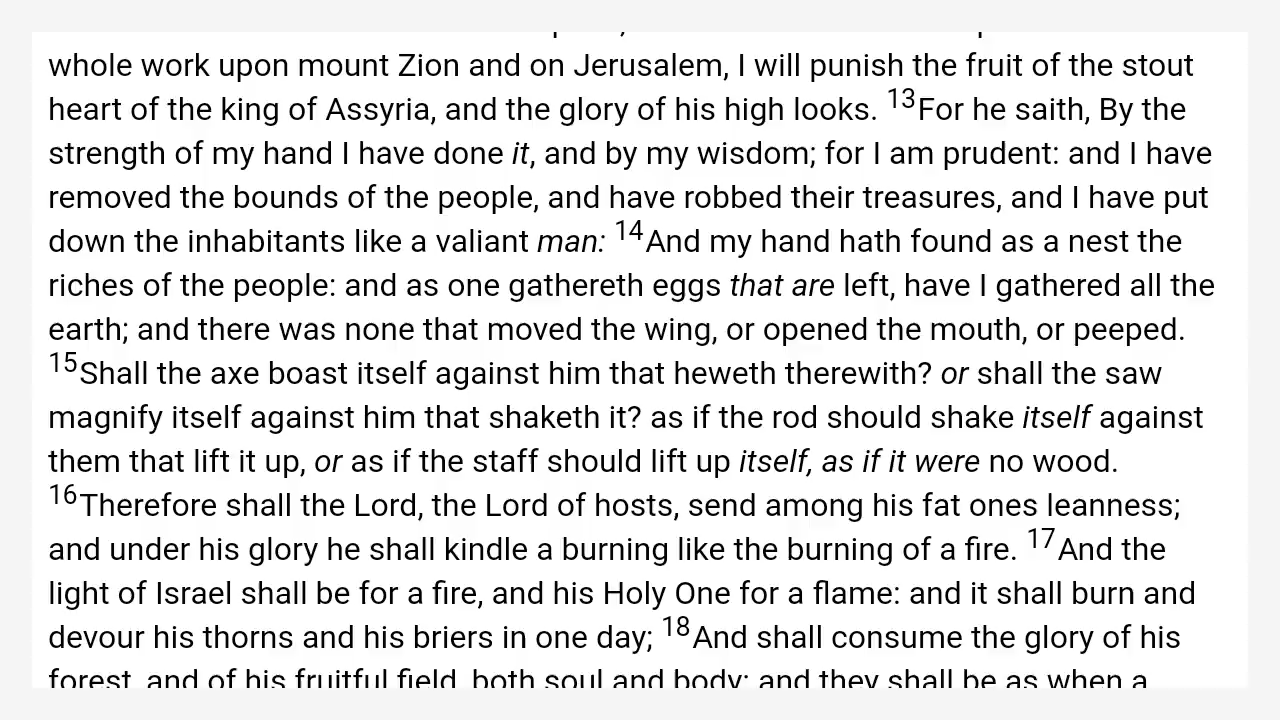 whole work upon mount Zion and on Jerusalem, I will punish the fruit of the stout
heart of the king of Assyria, and the glory of his high looks. 13For he saith, By the
strength of my hand I have done it, and by my wisdom; for I am prudent: and I have
removed the bounds of the people, and have robbed their treasures, and I have put
down the inhabitants like a valiant man: 14And my hand hath found as a nest the
riches of the people: and as one gathereth eggs that are left, have I gathered all the
earth; and there was none that moved the wing, or opened the mouth, or peeped.
15Shall the axe boast itself against him that heweth therewith? or shall the saw
magnify itself against him that shaketh it? as if the rod should shake itself against
them that lift it up, or as if the staff should lift up itself, as if it were no wood.
16Therefore shall the Lord, the Lord of hosts, send among his fat ones leanness;
and under his glory he shall kindle a burning like the burning of a fire. 17And the
light of Israel shall be for a fire, and his Holy One for a flame: and it shall burn and
devour his thorns and his briers in one day; 18And shall consume the glory of his
forest, and of his fruitful field, both soul and body: and they shall be as when a